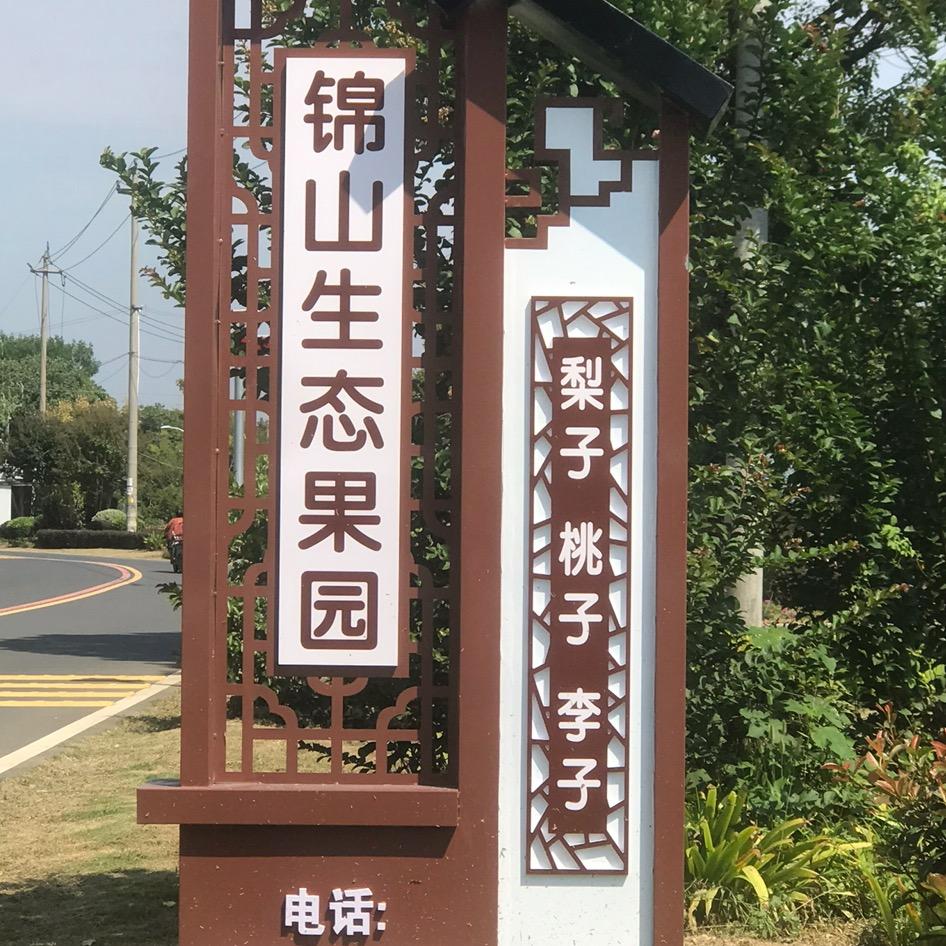 锦山生态果园
梨子 桃子 李子
电话: